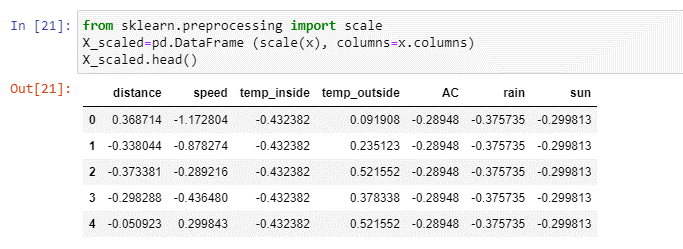 In [21]: from sklearn.preprocessing import scale
X_scaled=pd.DataFrame (scale(x), columns=x.columns)
X_scaled.head()
Out[21]:
distance speed temp_inside temp_outside AC rain sun
0 0.368714 -1.172804 -0.432382 0.091908 -0.28948 -0.375735 -0.299813
1 -0.338044 -0.878274 -0.432382 0.235123 -0.28948 -0.375735 -0.299813
2 -0.373381 -0.289216 -0.432382 0.521552 -0.28948 -0.375735 -0.299813
3 -0.298288 -0.436480 -0.432382 0.378338 -0.28948 -0.375735 -0.299813
4 -0.050923 0.299843 -0.432382 0.521552 -0.28948 -0.375735 -0.299813